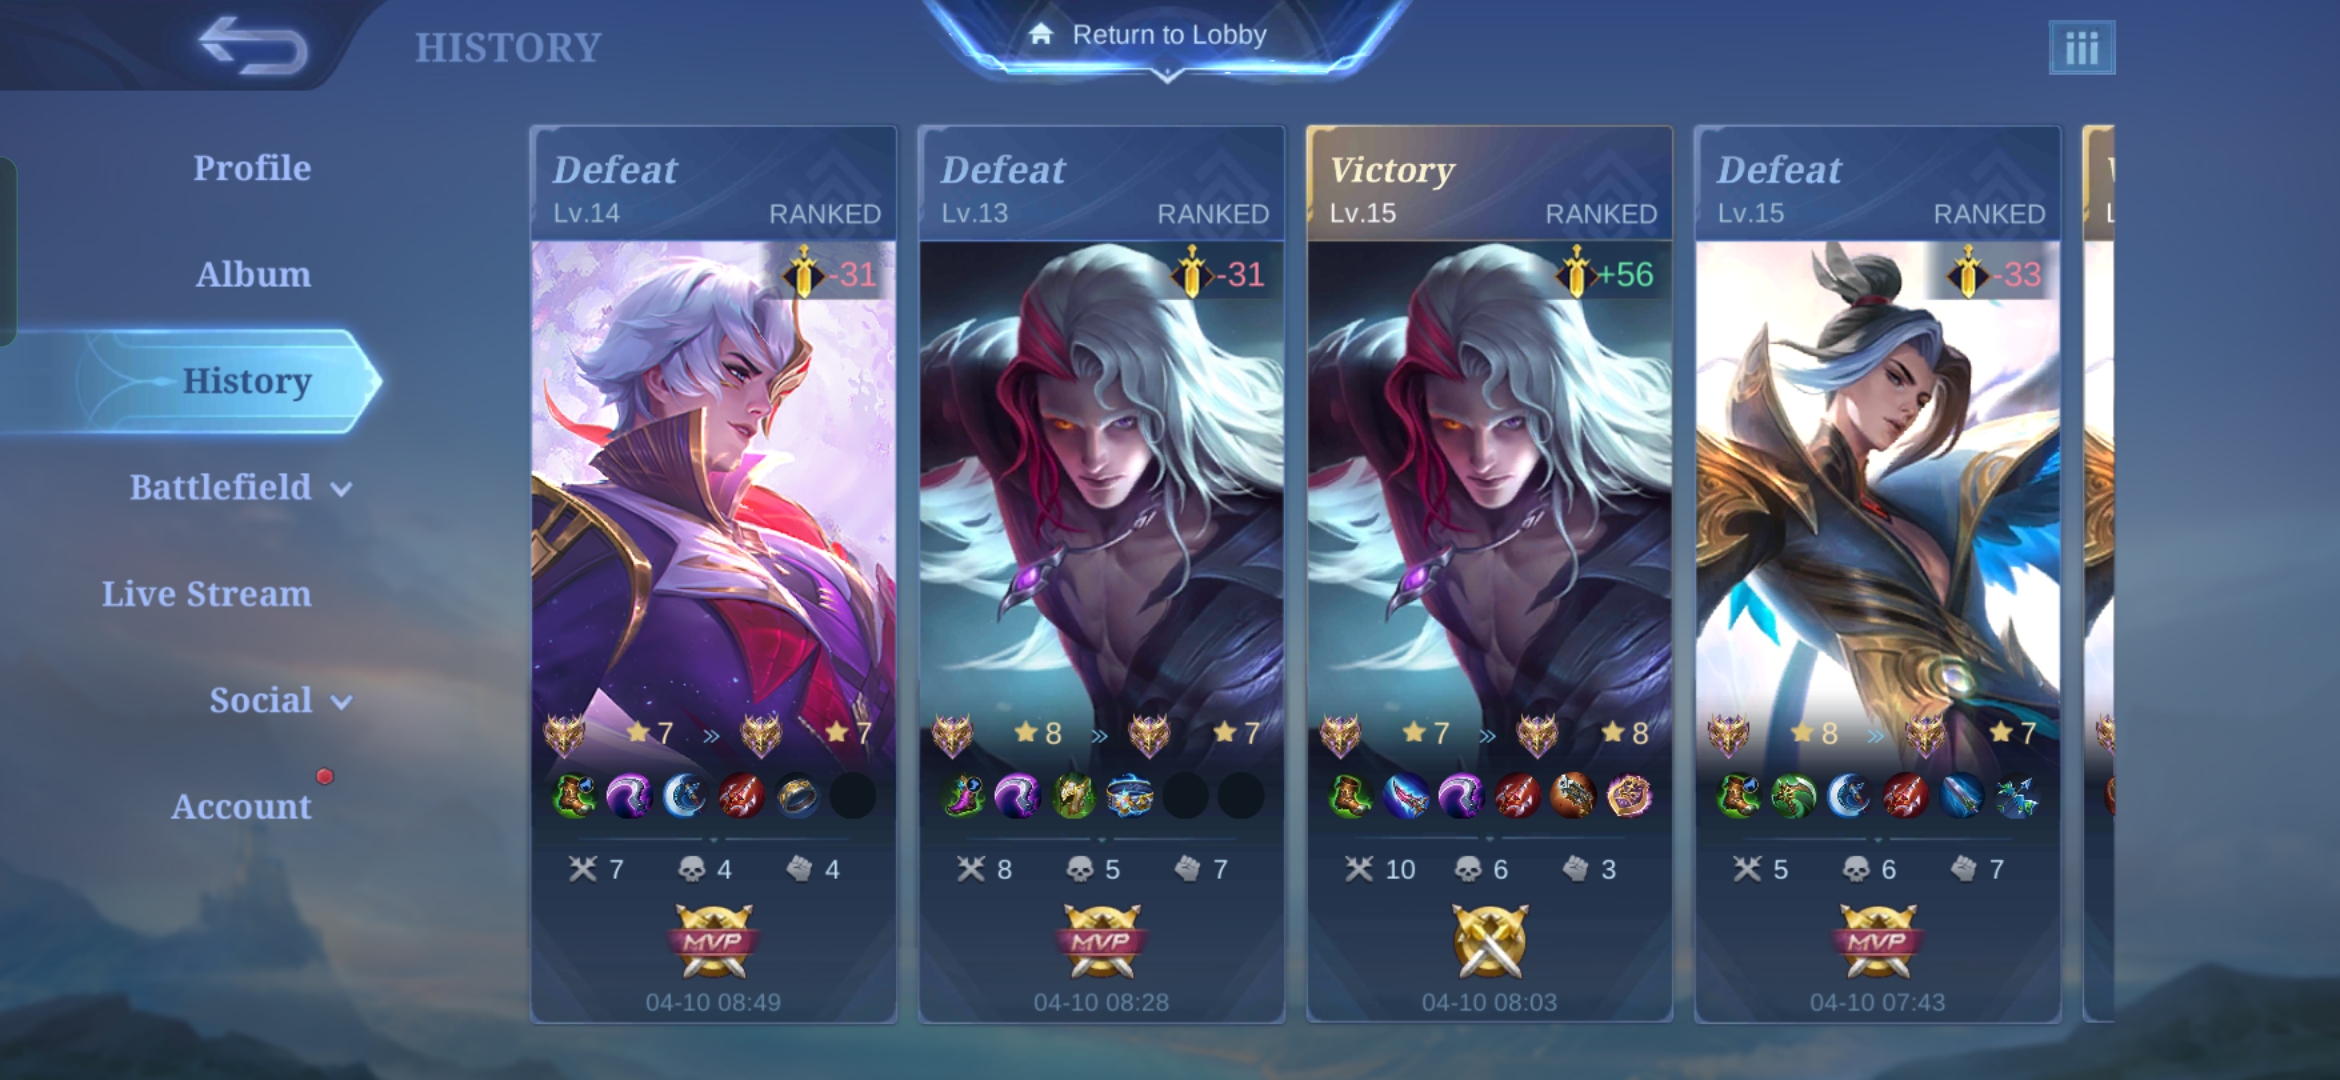 HISTORY
Return to Lobby
Profile
Album
History
Battlefield
Live Stream
Social
Account
Defeat
Lv.14 RANKED
-31
7 » 7
7 4 4
MVP
04-10 08:49
Defeat
Lv.13 RANKED
-31
8 » 7
8 5 7
MVP
04-10 08:28
Victory
Lv.15 RANKED
+56
7 » 8
10 6 3
04-10 08:03
Defeat
Lv.15 RANKED
-33
8 » 7
5 6 7
MVP
04-10 07:43